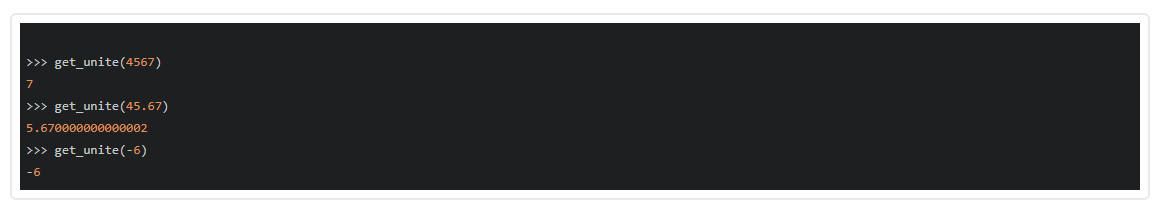 >>> get_unite(4567)
7
>>> get_unite(45.67)
5.670000000000002
>>> get_unite(-6)
-6